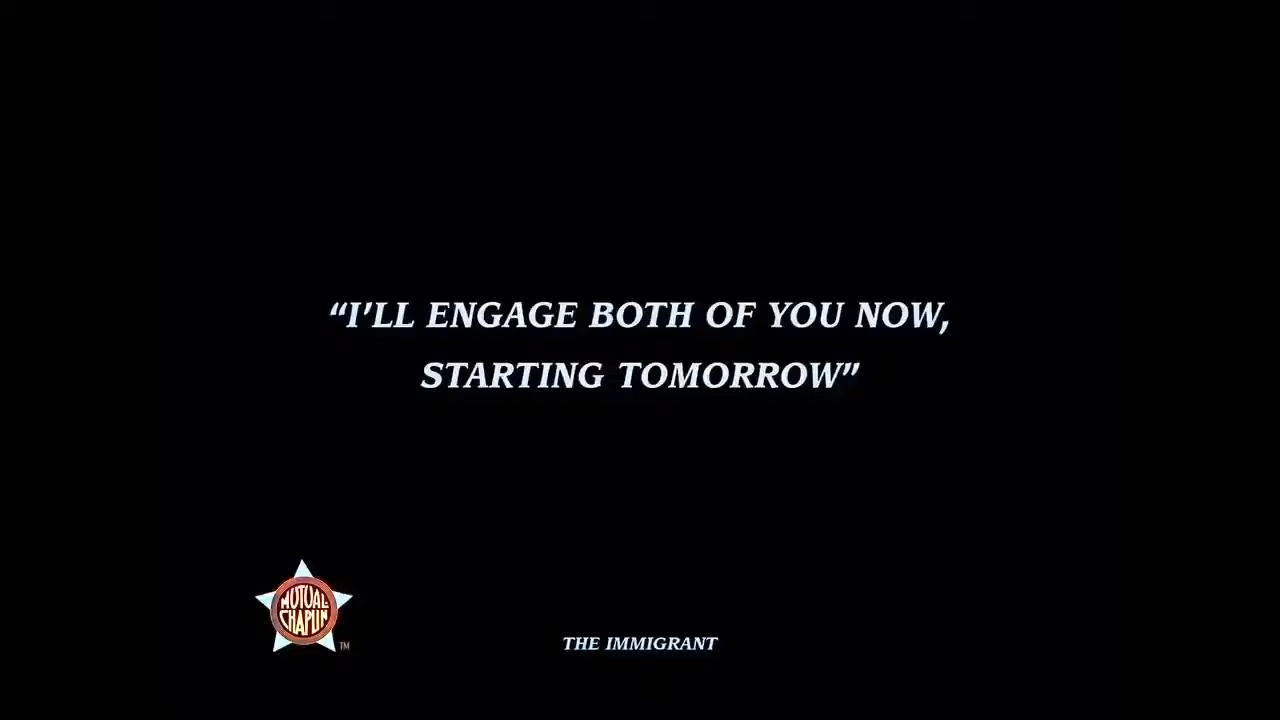 “I’LL ENGAGE BOTH OF YOU NOW,
STARTING TOMORROW”
MUTUAL-
CHAPLIN
TM
THE IMMIGRANT